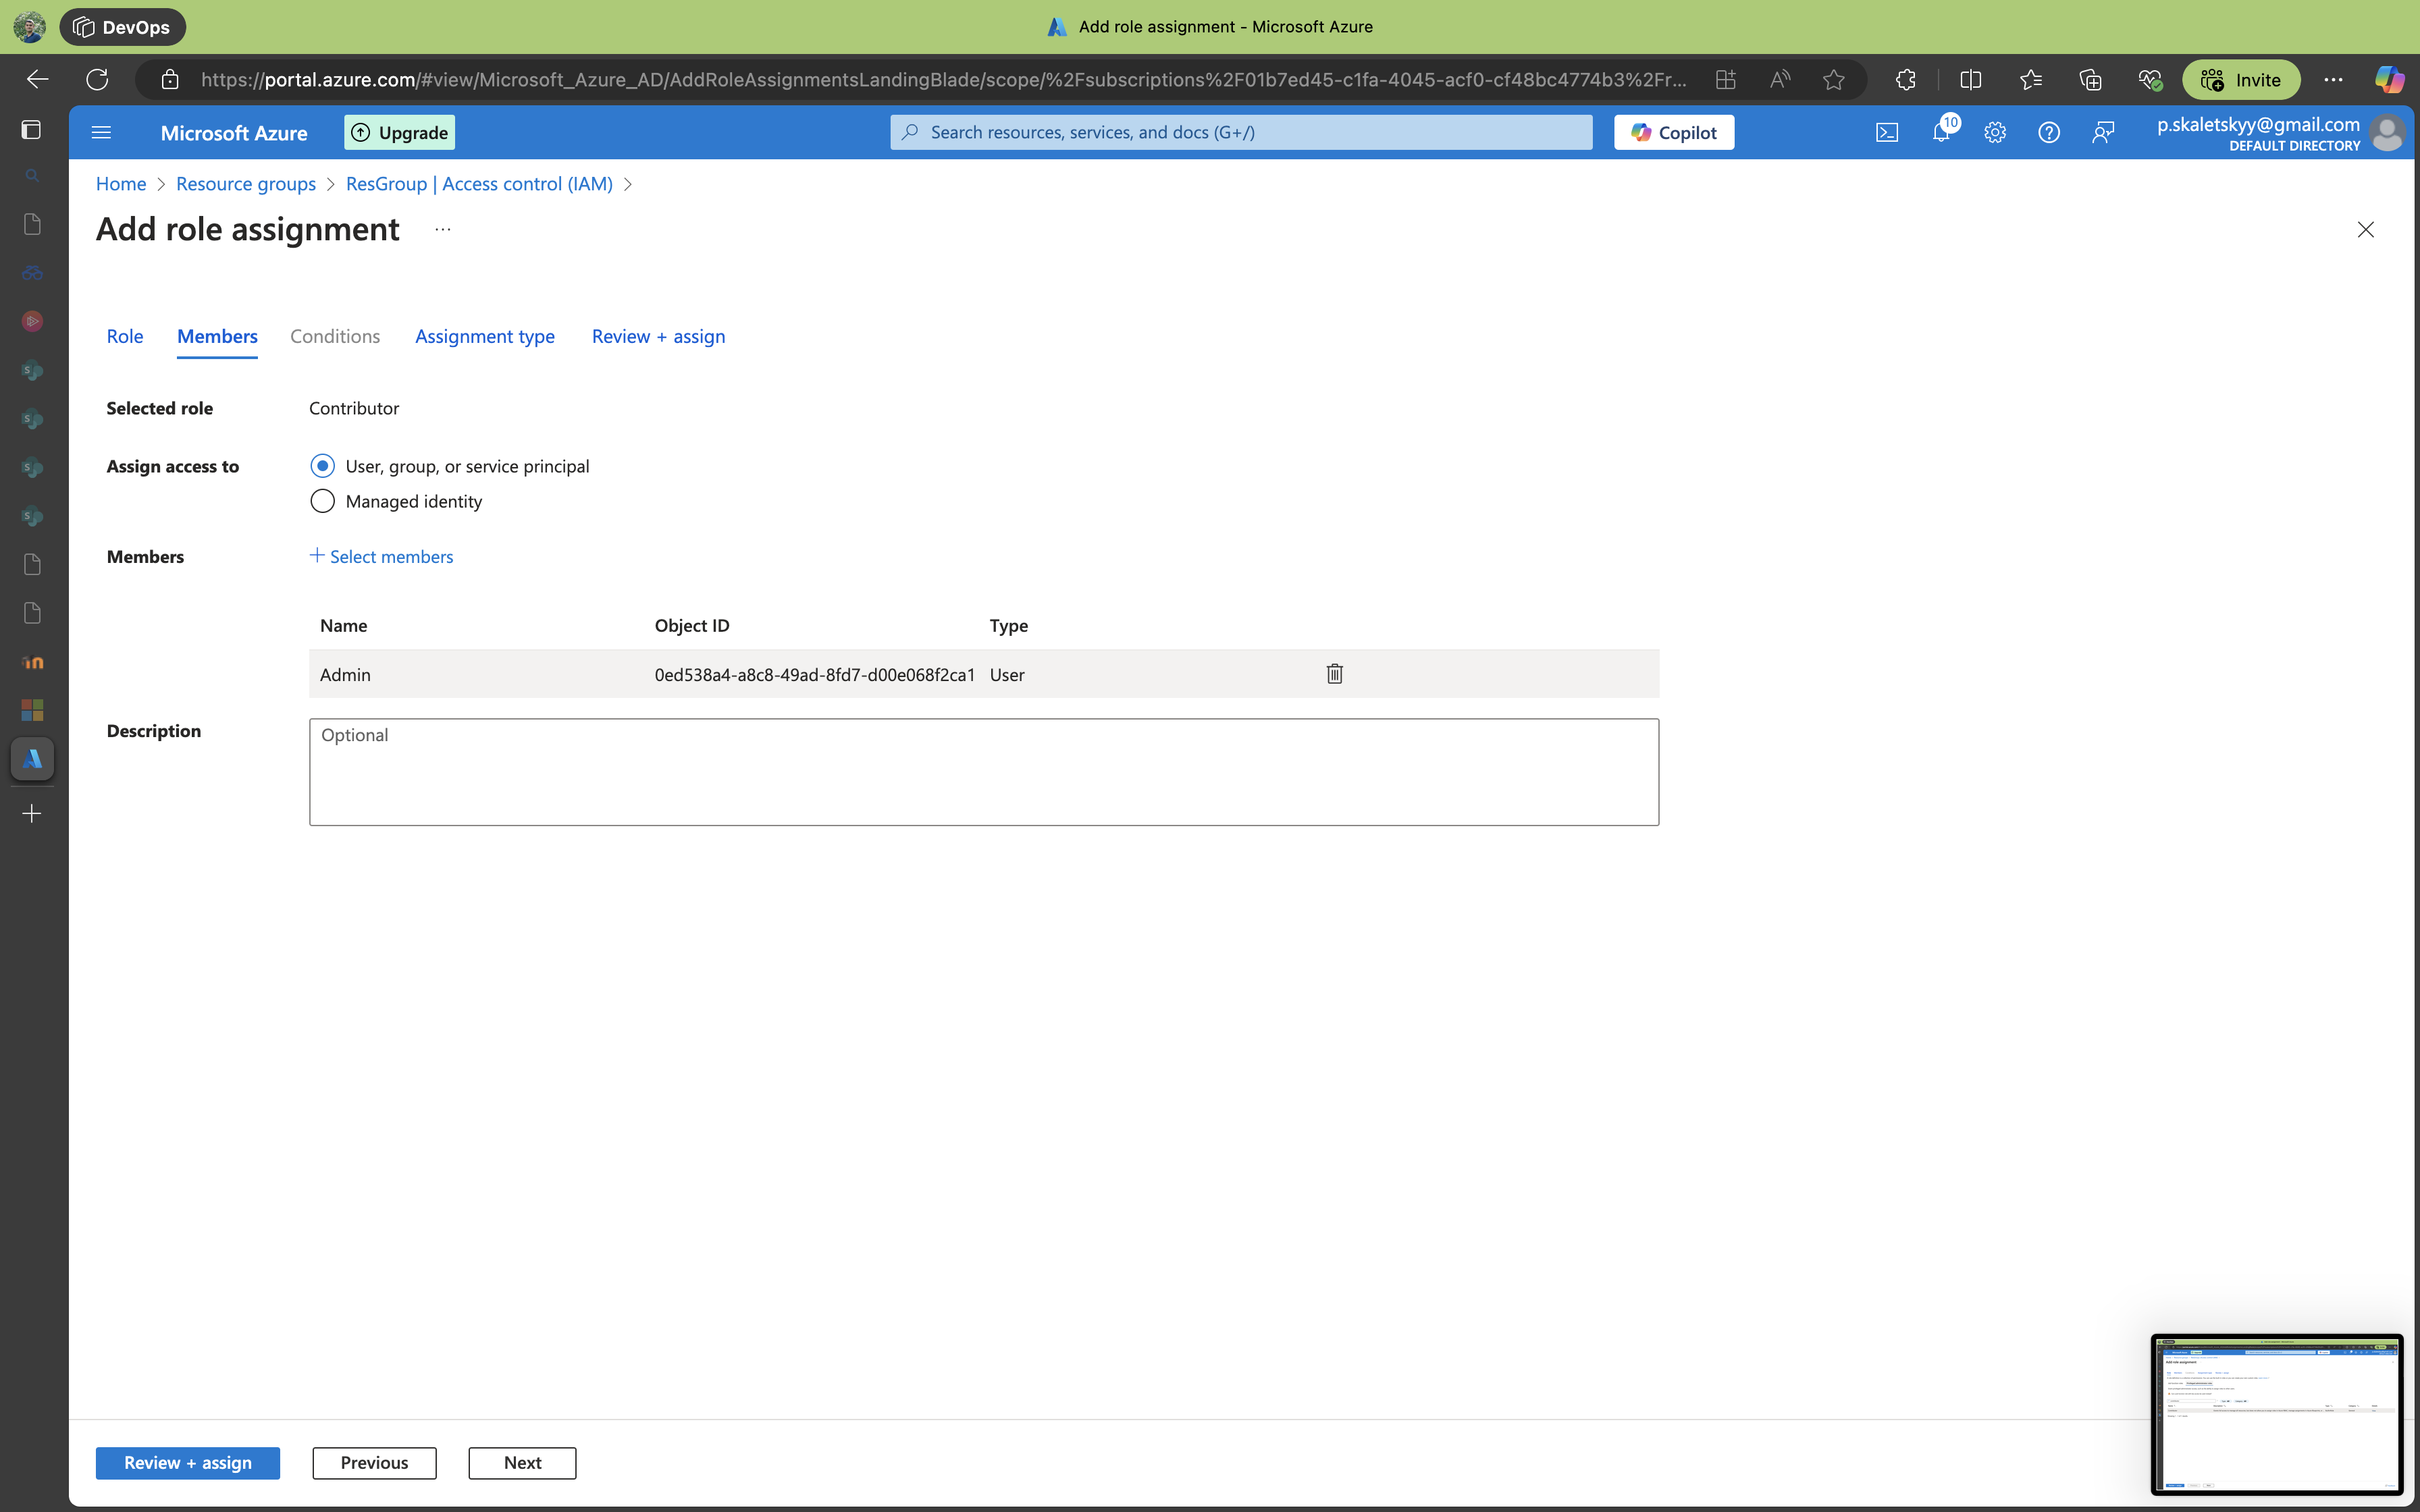 DevOps
Add role assignment - Microsoft Azure
https://portal.azure.com/#view/Microsoft_Azure_AD/AddRoleAssignmentsLandingBlade/scope/%2Fsubscriptions%2F01b7ed45-c1fa-4045-acf0-cf48bc4774b3%2Fr...
Invite
Microsoft Azure
Upgrade
Search resources, services, and docs (G+/)
Copilot
10
p.skaletskyy@gmail.com
DEFAULT DIRECTORY
Home > Resource groups > ResGroup | Access control (IAM) >
Add role assignment ...
Role Members Conditions Assignment type Review + assign
Selected role Contributor
Assign access to User, group, or service principal
Managed identity
Members + Select members
Name Object ID Type
Admin 0ed538a4-a8c8-49ad-8fd7-d00e068f2ca1 User
Description Optional
Review + assign Previous Next